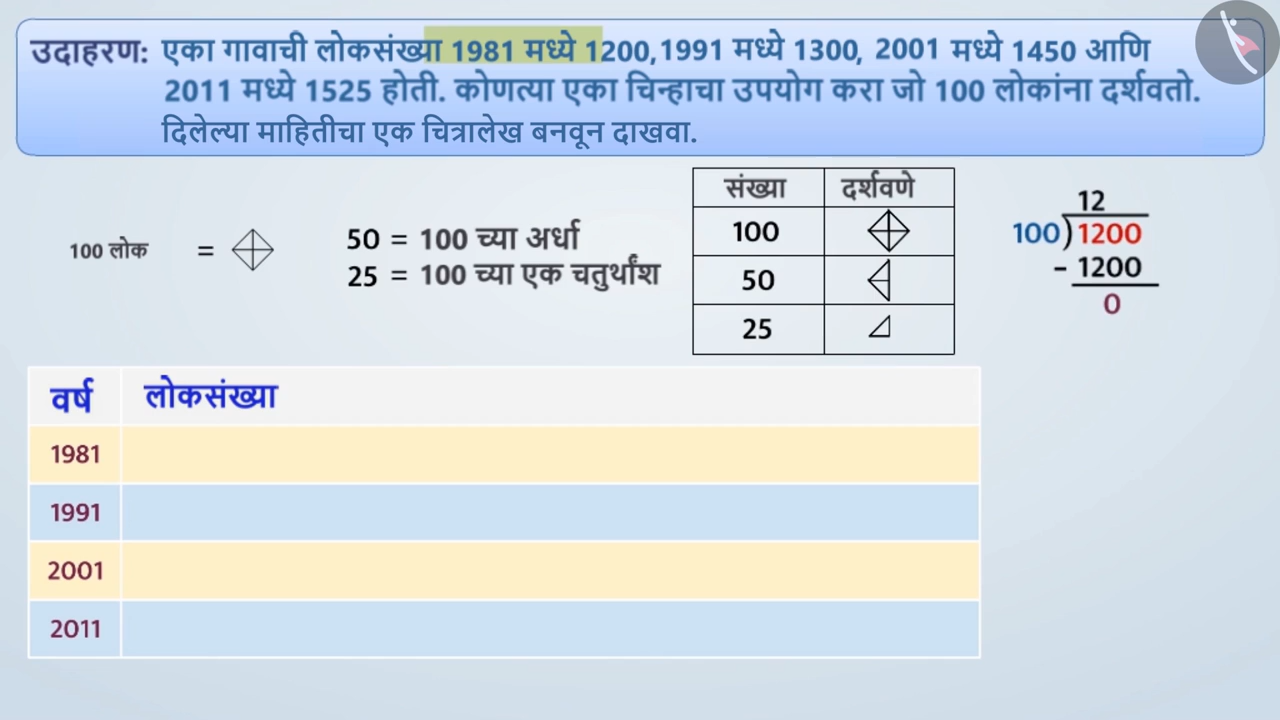 उदाहरण: एका गावाची लोकसंख्या 1981 मध्ये 1200, 1991 मध्ये 1300, 2001 मध्ये 1450 आणि
2011 मध्ये 1525 होती. कोणत्या एका चिन्हाचा उपयोग करा जो 100 लोकांना दर्शवतो.
दिलेल्या माहितीचा एक चित्रालेख बनवून दाखवा.
100 लोक =
50 = 100 च्या अर्धा
25 = 100 च्या एक चतुर्थांश
संख्या दर्शवणे
100
50
25
12
100) 1200
- 1200
0
वर्ष लोकसंख्या
1981
1991
2001
2011